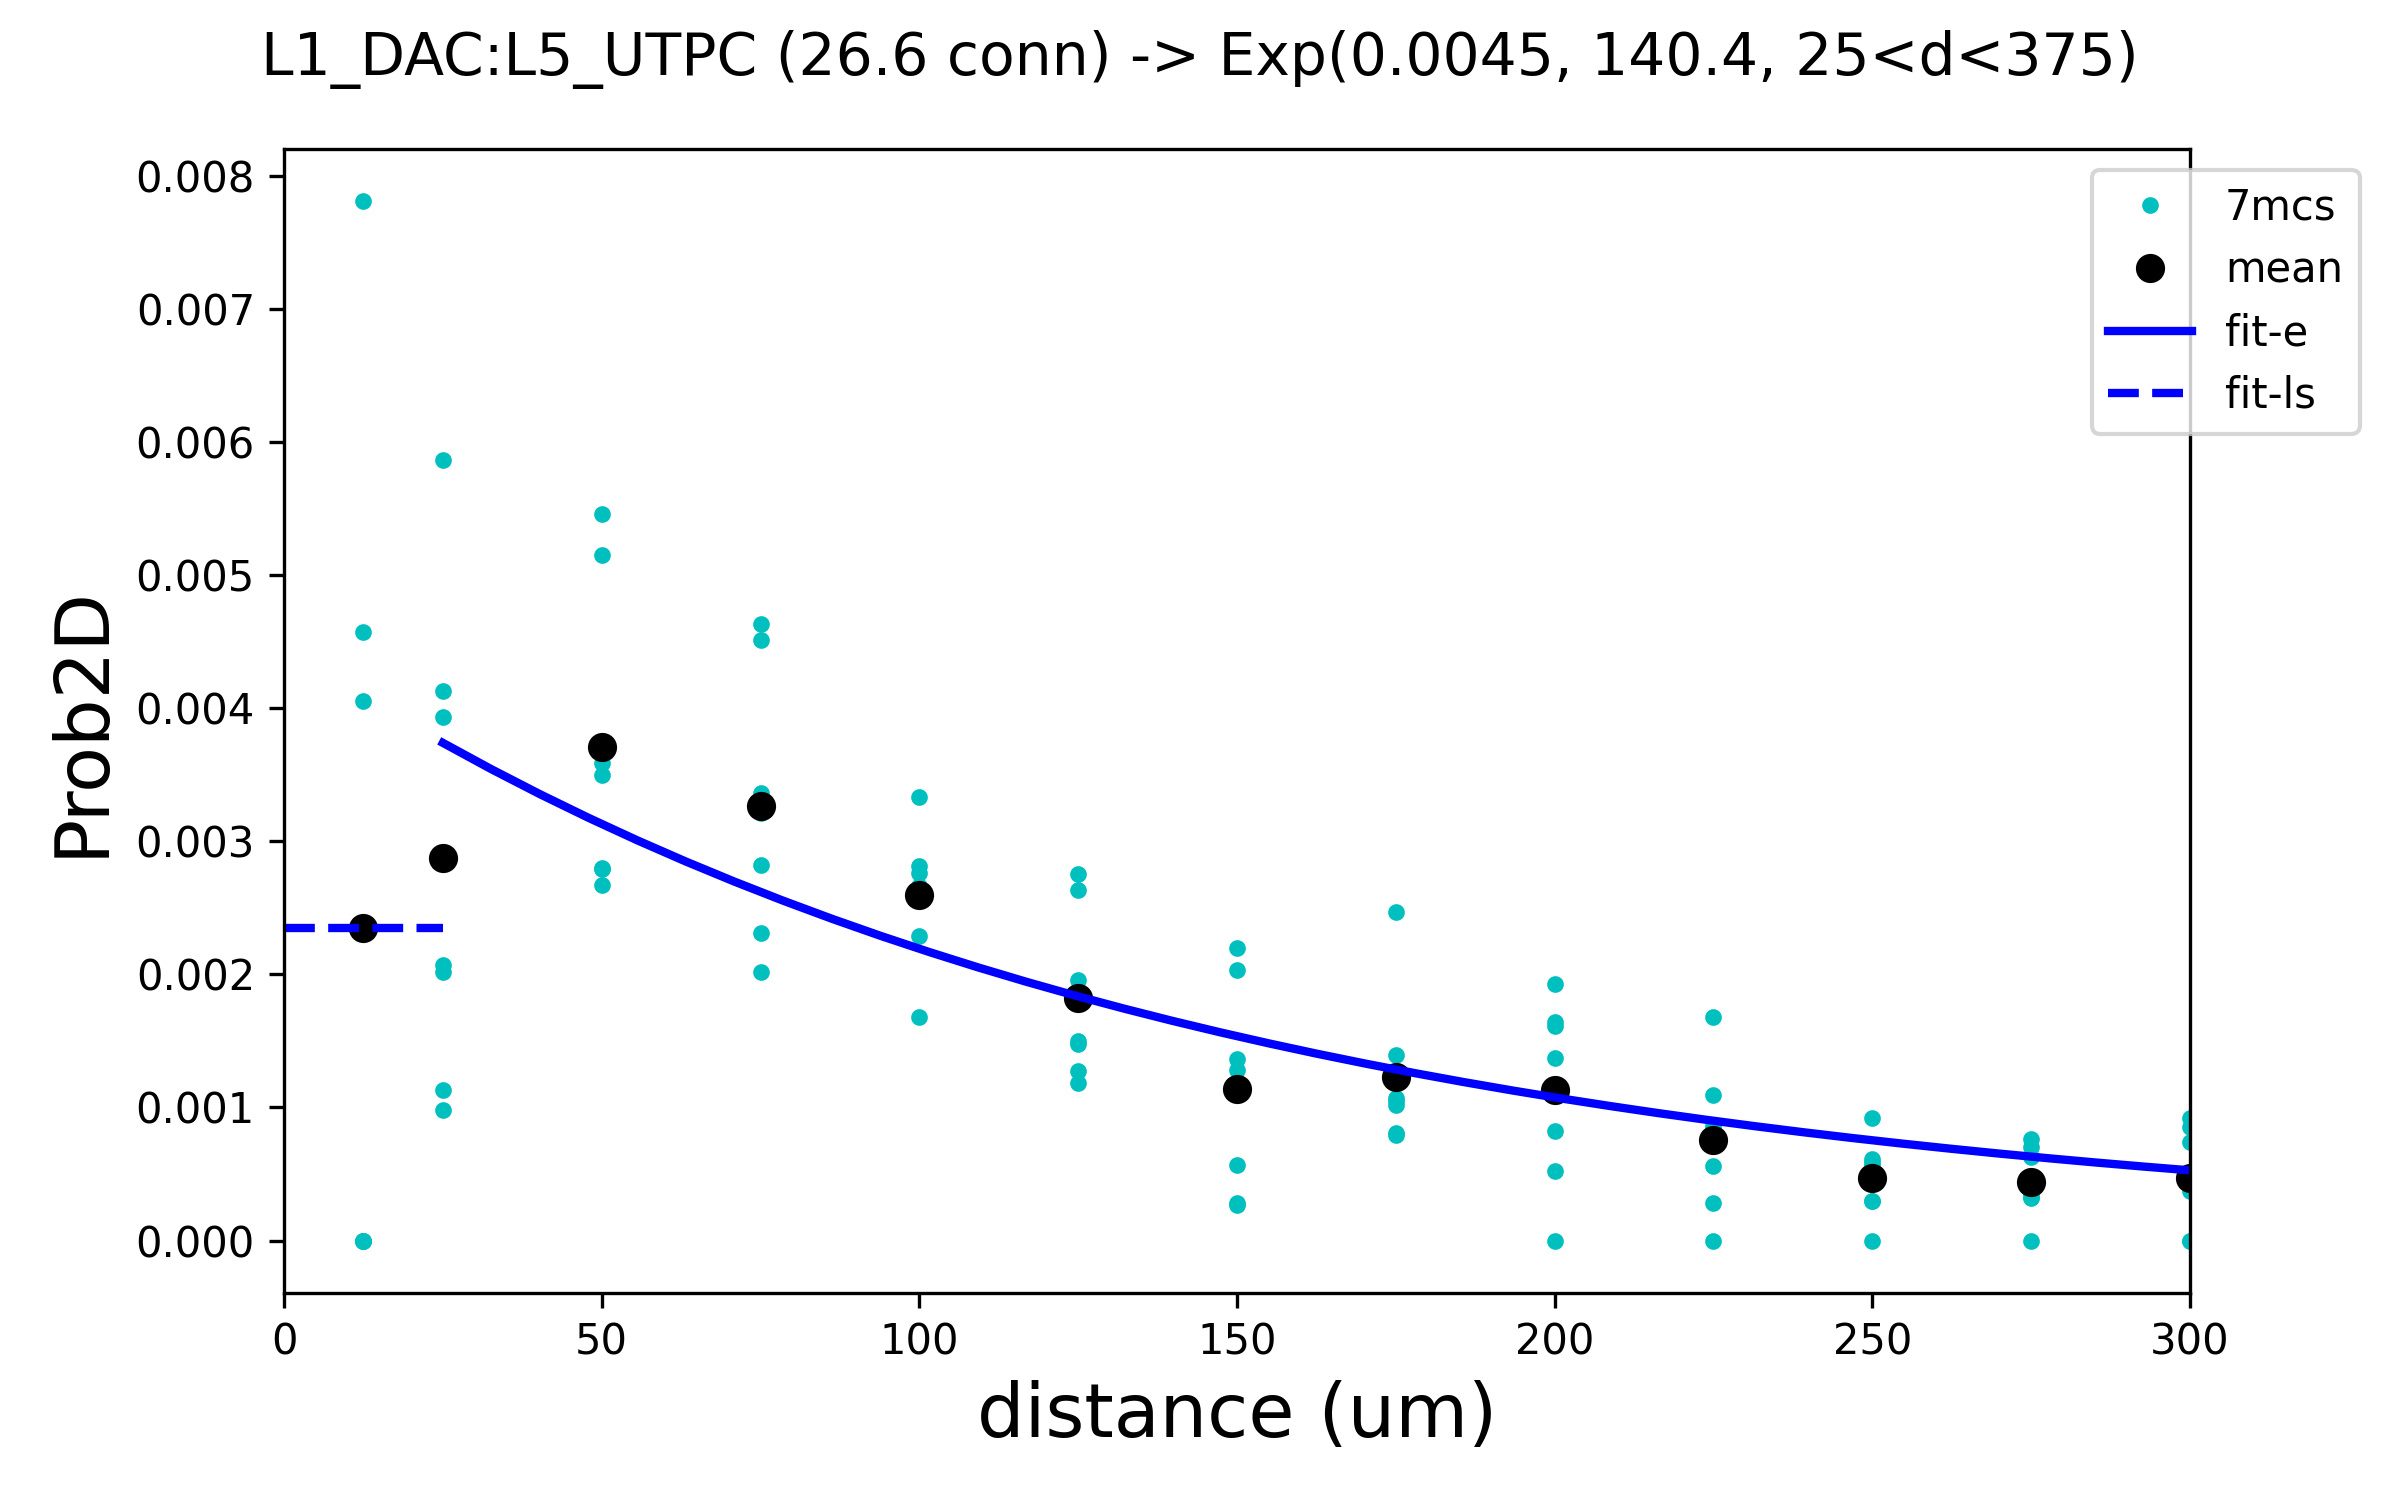 L1_DAC:L5_UTPC (26.6 conn) -> Exp(0.0045, 140.4, 25<d<375)
0.008
0.007
0.006
0.005
0.004
0.003
0.002
0.001
0.000
Prob2D
7mcs
mean
fit-e
fit-ls
0 50 100 150 200 250 300
distance (um)